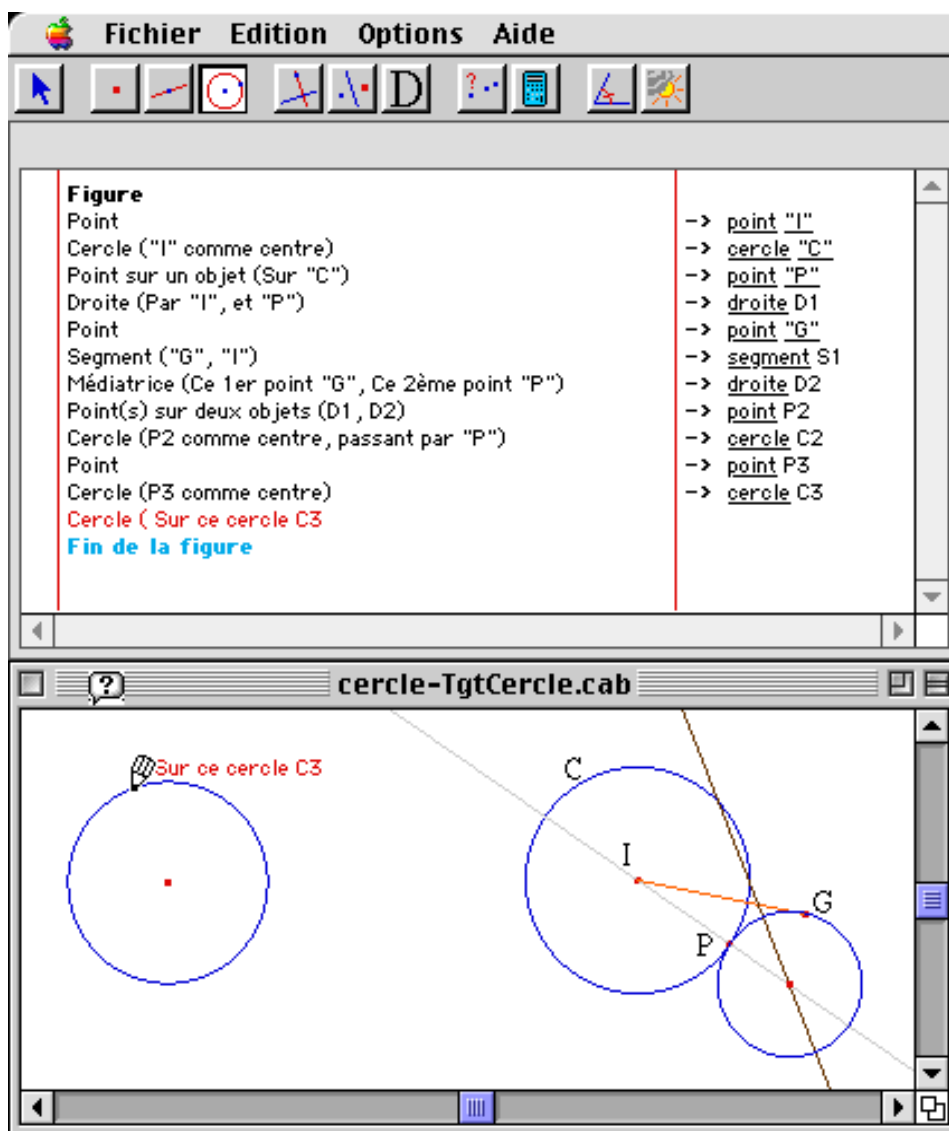 Fichier Edition Options Aide
D
?
Figure
Point -> point "I"
Cercle ("I" comme centre) -> cercle "C"
Point sur un objet (Sur "C") -> point "P"
Droite (Par "I", et "P") -> droite D1
Point -> point "G"
Segment ("G", "I") -> segment S1
Médiatrice (Ce 1er point "G", Ce 2ème point "P") -> droite D2
Point(s) sur deux objets (D1, D2) -> point P2
Cercle (P2 comme centre, passant par "P") -> cercle C2
Point -> point P3
Cercle (P3 comme centre) -> cercle C3
Cercle ( Sur ce cercle C3
Fin de la figure
? cercle-TgtCercle.cab
Sur ce cercle C3
C
I
G
P